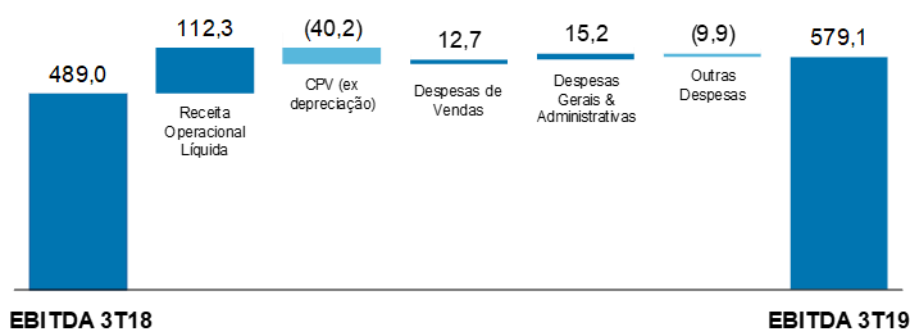 489,0
112,3
Receita
Operacional
Líquida
(40,2)
CPV (ex
depreciação)
12,7
Despesas de
Vendas
15,2
Despesas
Gerais &
Administrativas
(9,9)
Outras
Despesas
579,1
EBITDA 3T18
EBITDA 3T19